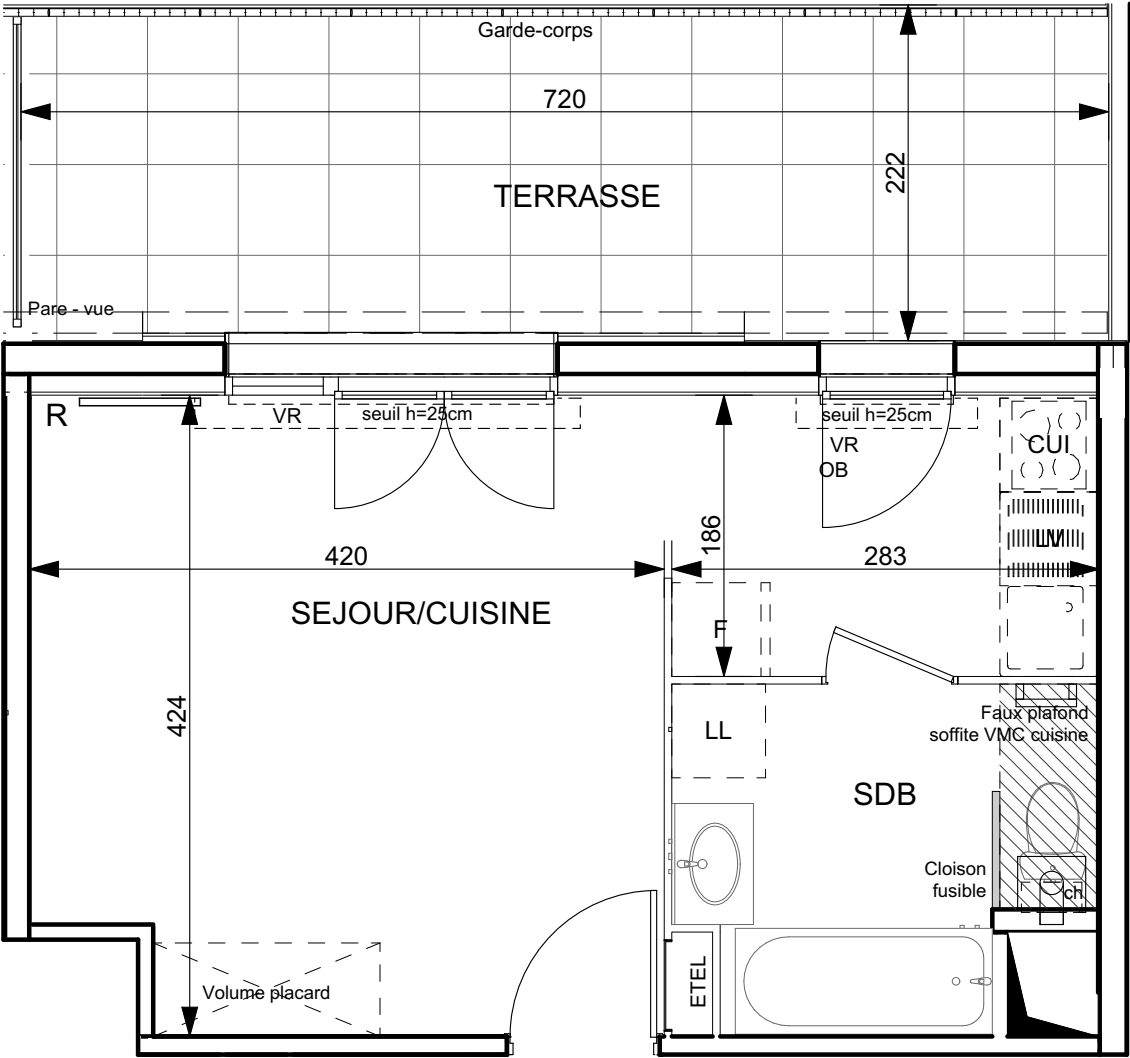 Garde-corps
720
222
TERRASSE
Pare - vue
R
VR
seuil h=25cm
seuil h=25cm
VR
OB
CUI
LV
186
420
283
SEJOUR/CUISINE
F
424
LL
Faux plafond
soffite VMC cuisine
SDB
Cloison
fusible
ch
ETEL
Volume placard